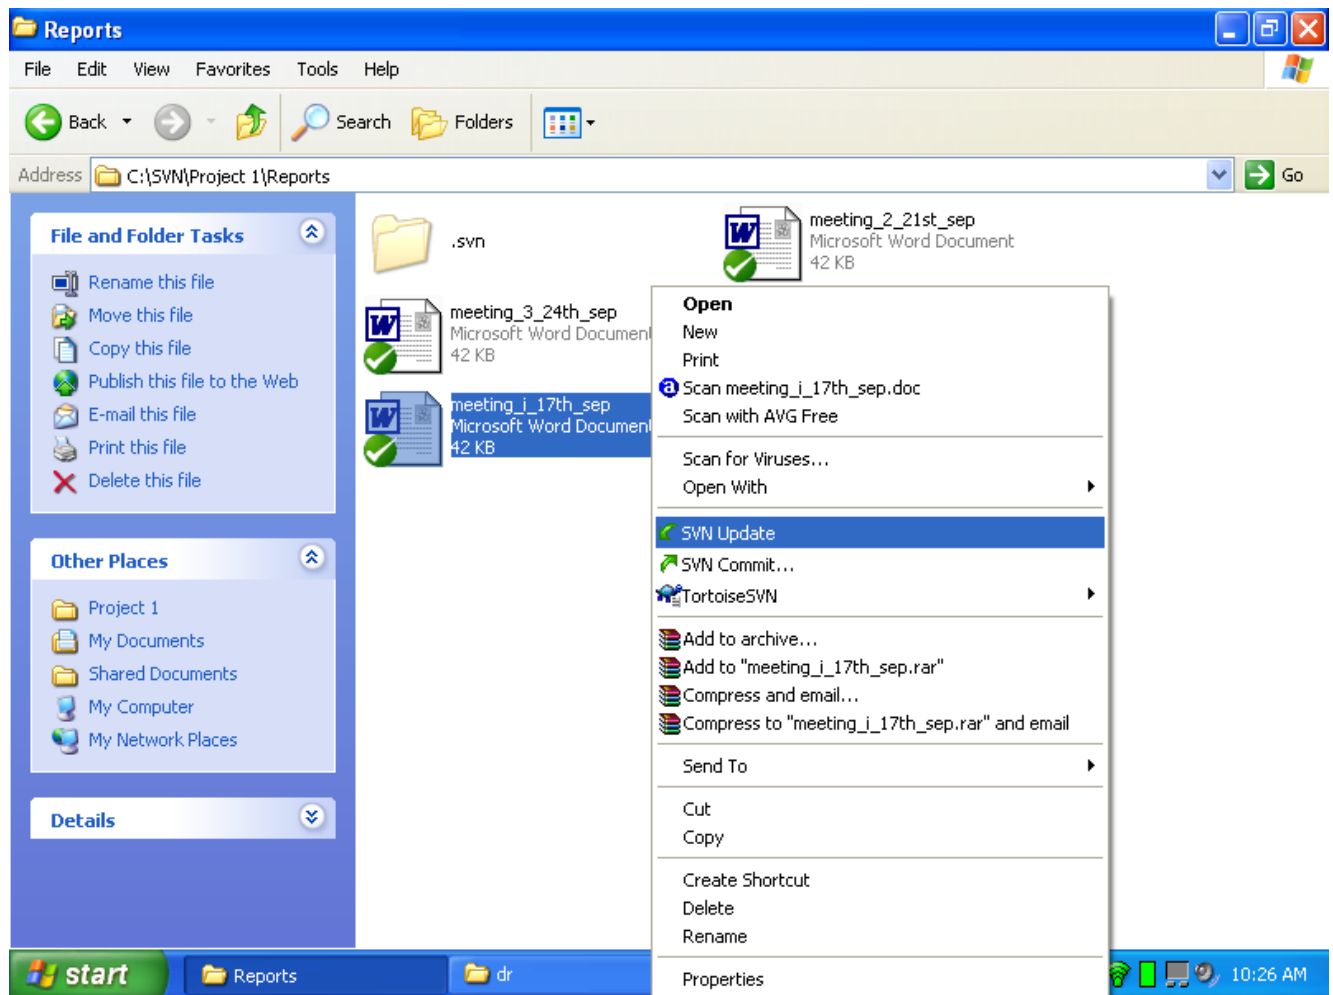 Reports
File Edit View Favorites Tools Help
Back Search Folders
Address C:\SVN\Project 1\Reports Go
File and Folder Tasks
Rename this file
Move this file
Copy this file
Publish this file to the Web
E-mail this file
Print this file
Delete this file
Other Places
Project 1
My Documents
Shared Documents
My Computer
My Network Places
Details
.svn
meeting_2_21st_sep
Microsoft Word Document
42 KB
meeting_3_24th_sep
Microsoft Word Document
42 KB
meeting_i_17th_sep
Microsoft Word Document
42 KB
Open
New
Print
Scan meeting_i_17th_sep.doc
Scan with AVG Free
Scan for Viruses...
Open With
SVN Update
SVN Commit...
TortoiseSVN
Add to archive...
Add to "meeting_i_17th_sep.rar"
Compress and email...
Compress to "meeting_i_17th_sep.rar" and email
Send To
Cut
Copy
Create Shortcut
Delete
Rename
Properties
start Reports dr 10:26 AM